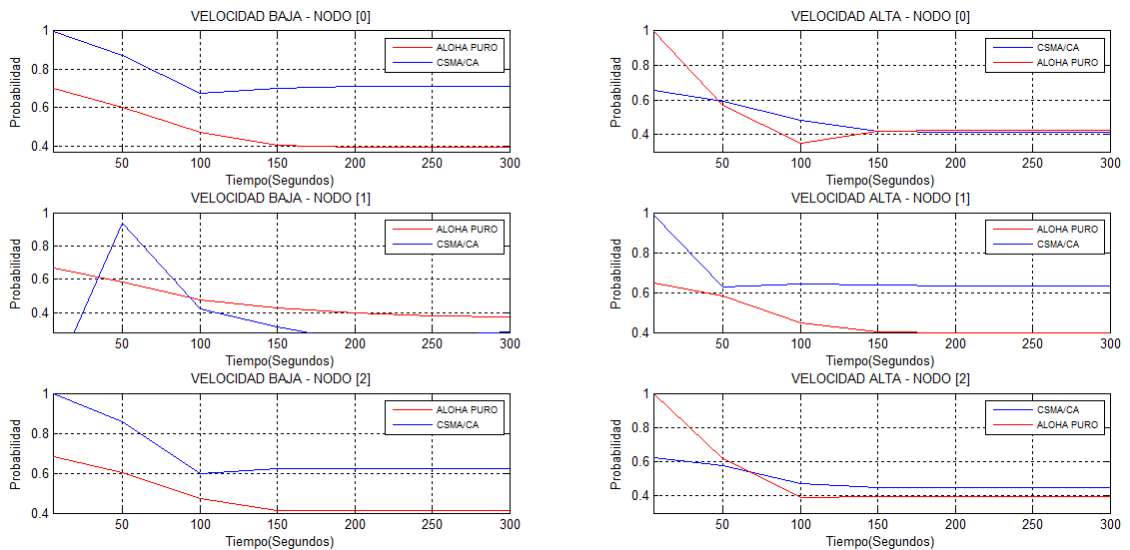 VELOCIDAD BAJA - NODO [0]
Probabilidad
1
0.8
0.6
0.4
ALOHA PURO
CSMA/CA
50 100 150 200 250 300
Tiempo(Segundos)
VELOCIDAD ALTA - NODO [0]
Probabilidad
1
0.8
0.6
0.4
CSMA/CA
ALOHA PURO
50 100 150 200 250 300
Tiempo(Segundos)
VELOCIDAD BAJA - NODO [1]
Probabilidad
1
0.8
0.6
0.4
ALOHA PURO
CSMA/CA
50 100 150 200 250 300
Tiempo(Segundos)
VELOCIDAD ALTA - NODO [1]
Probabilidad
1
0.8
0.6
0.4
ALOHA PURO
CSMA/CA
50 100 150 200 250 300
Tiempo(Segundos)
VELOCIDAD BAJA - NODO [2]
Probabilidad
1
0.8
0.6
0.4
ALOHA PURO
CSMA/CA
50 100 150 200 250 300
Tiempo(Segundos)
VELOCIDAD ALTA - NODO [2]
Probabilidad
1
0.8
0.6
0.4
CSMA/CA
ALOHA PURO
50 100 150 200 250 300
Tiempo(Segundos)